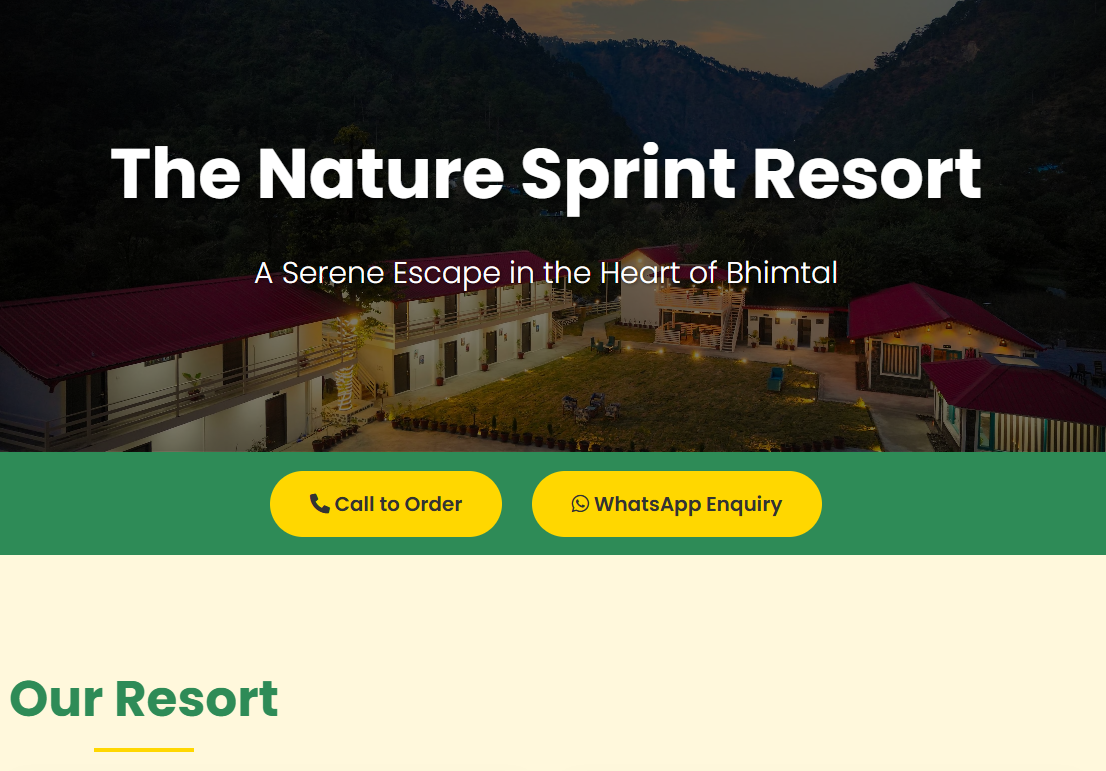 The Nature Sprint Resort
A Serene Escape in the Heart of Bhimtal
Call to Order
WhatsApp Enquiry
Our Resort